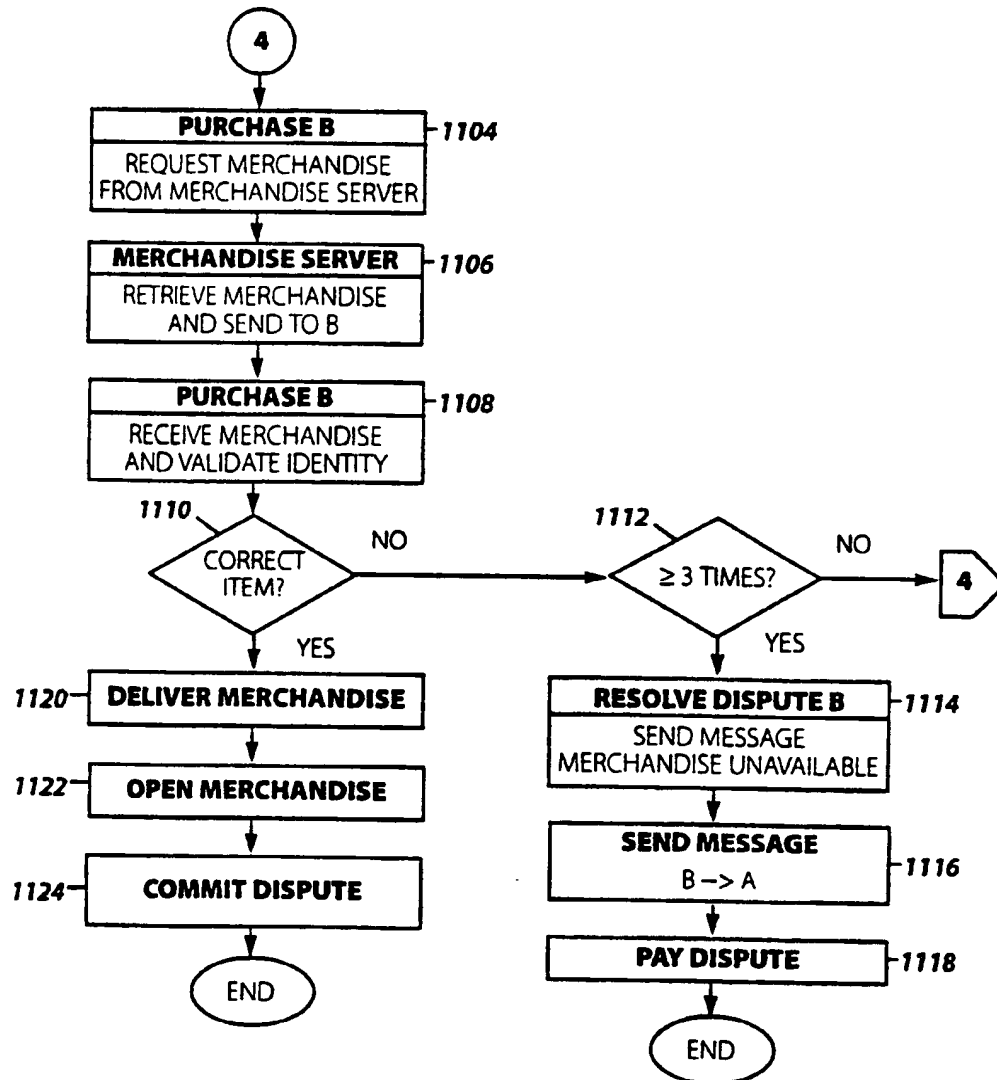 4
PURCHASE B
1104
REQUEST MERCHANDISE
FROM MERCHANDISE SERVER
MERCHANDISE SERVER
1106
RETRIEVE MERCHANDISE
AND SEND TO B
PURCHASE B
1108
RECEIVE MERCHANDISE
AND VALIDATE IDENTITY
1110
CORRECT
ITEM?
NO
YES
1112
≥ 3 TIMES?
NO
4
YES
1120
DELIVER MERCHANDISE
1122
OPEN MERCHANDISE
1124
COMMIT DISPUTE
END
RESOLVE DISPUTE B
1114
SEND MESSAGE
MERCHANDISE UNAVAILABLE
SEND MESSAGE
B –> A
1116
PAY DISPUTE
1118
END